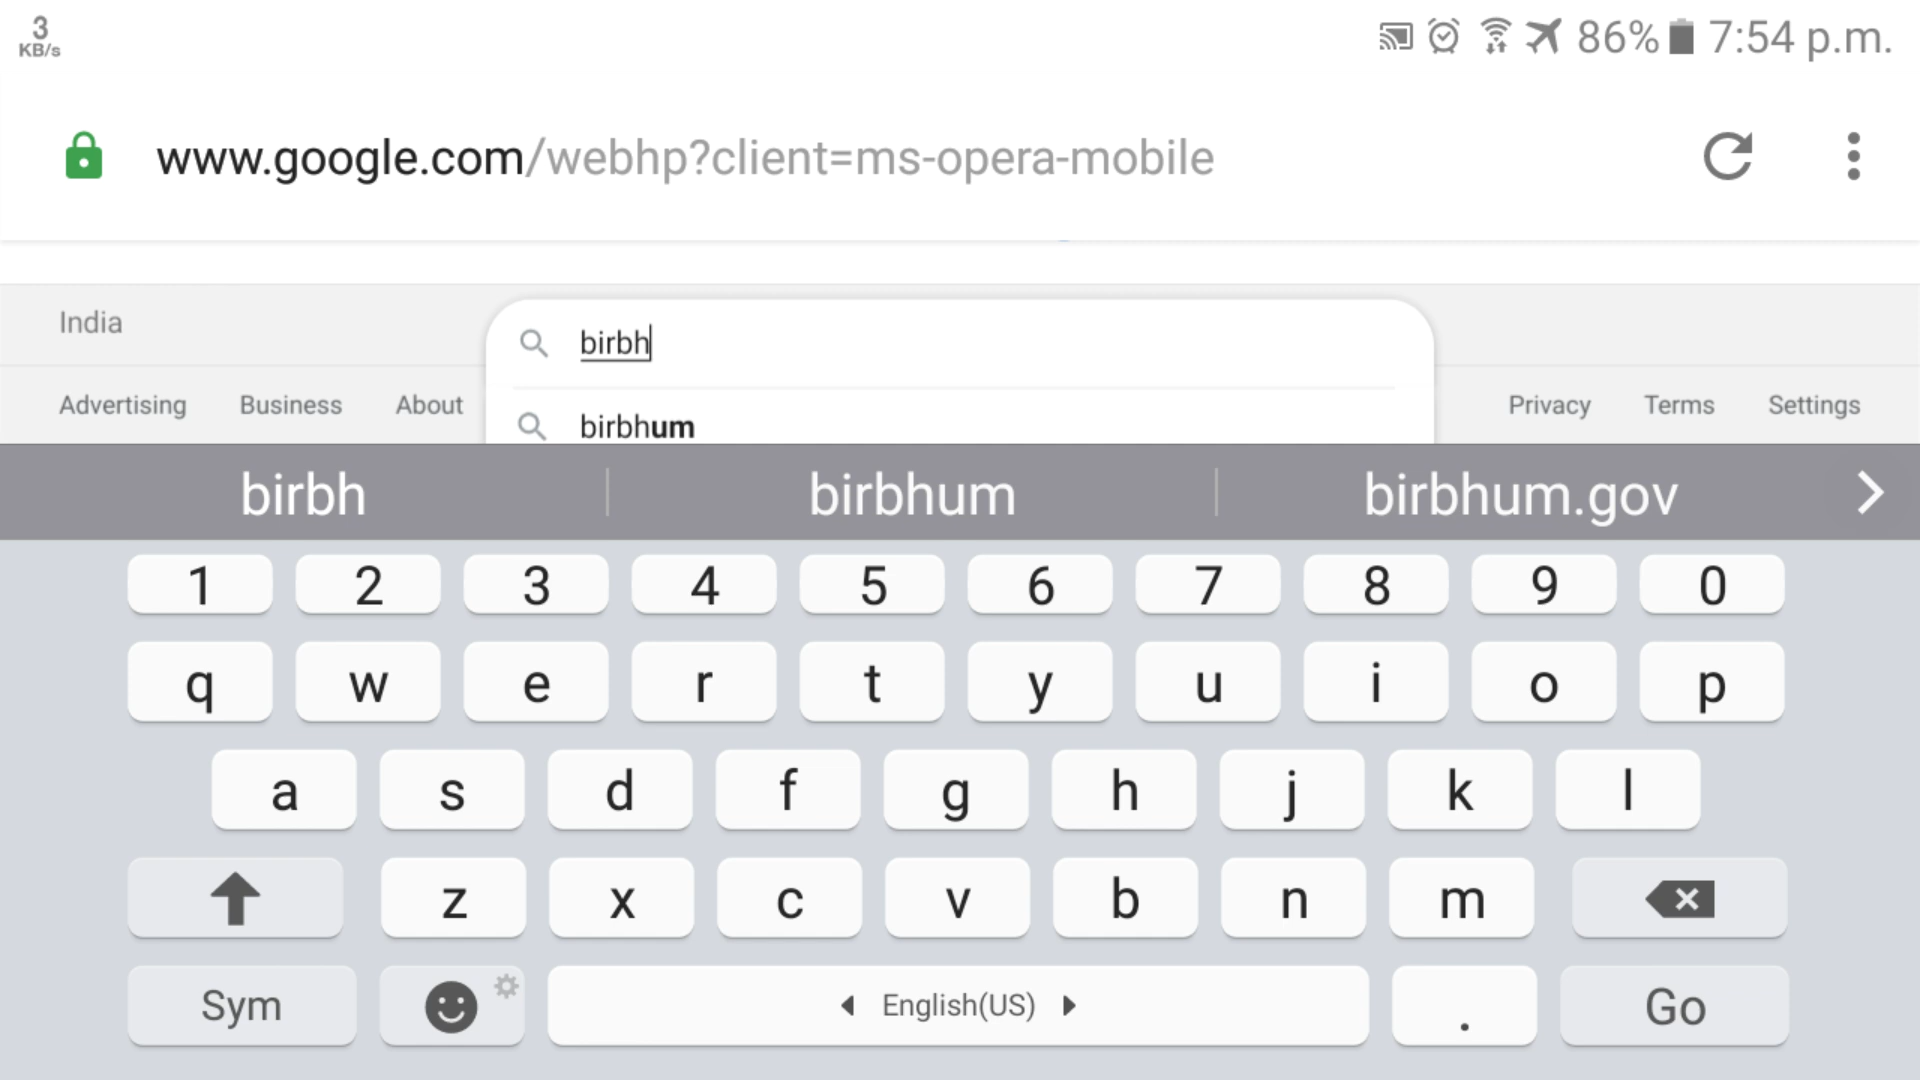 3
KB/s
86% 7:54 p.m.
www.google.com/webhp?client=ms-opera-mobile
India
birbh
Advertising Business About
birbhum
Privacy Terms Settings
birbh birbhum birbhum.gov
1 2 3 4 5 6 7 8 9 0
q w e r t y u i o p
a s d f g h j k l
z x c v b n m
Sym English(US) . Go